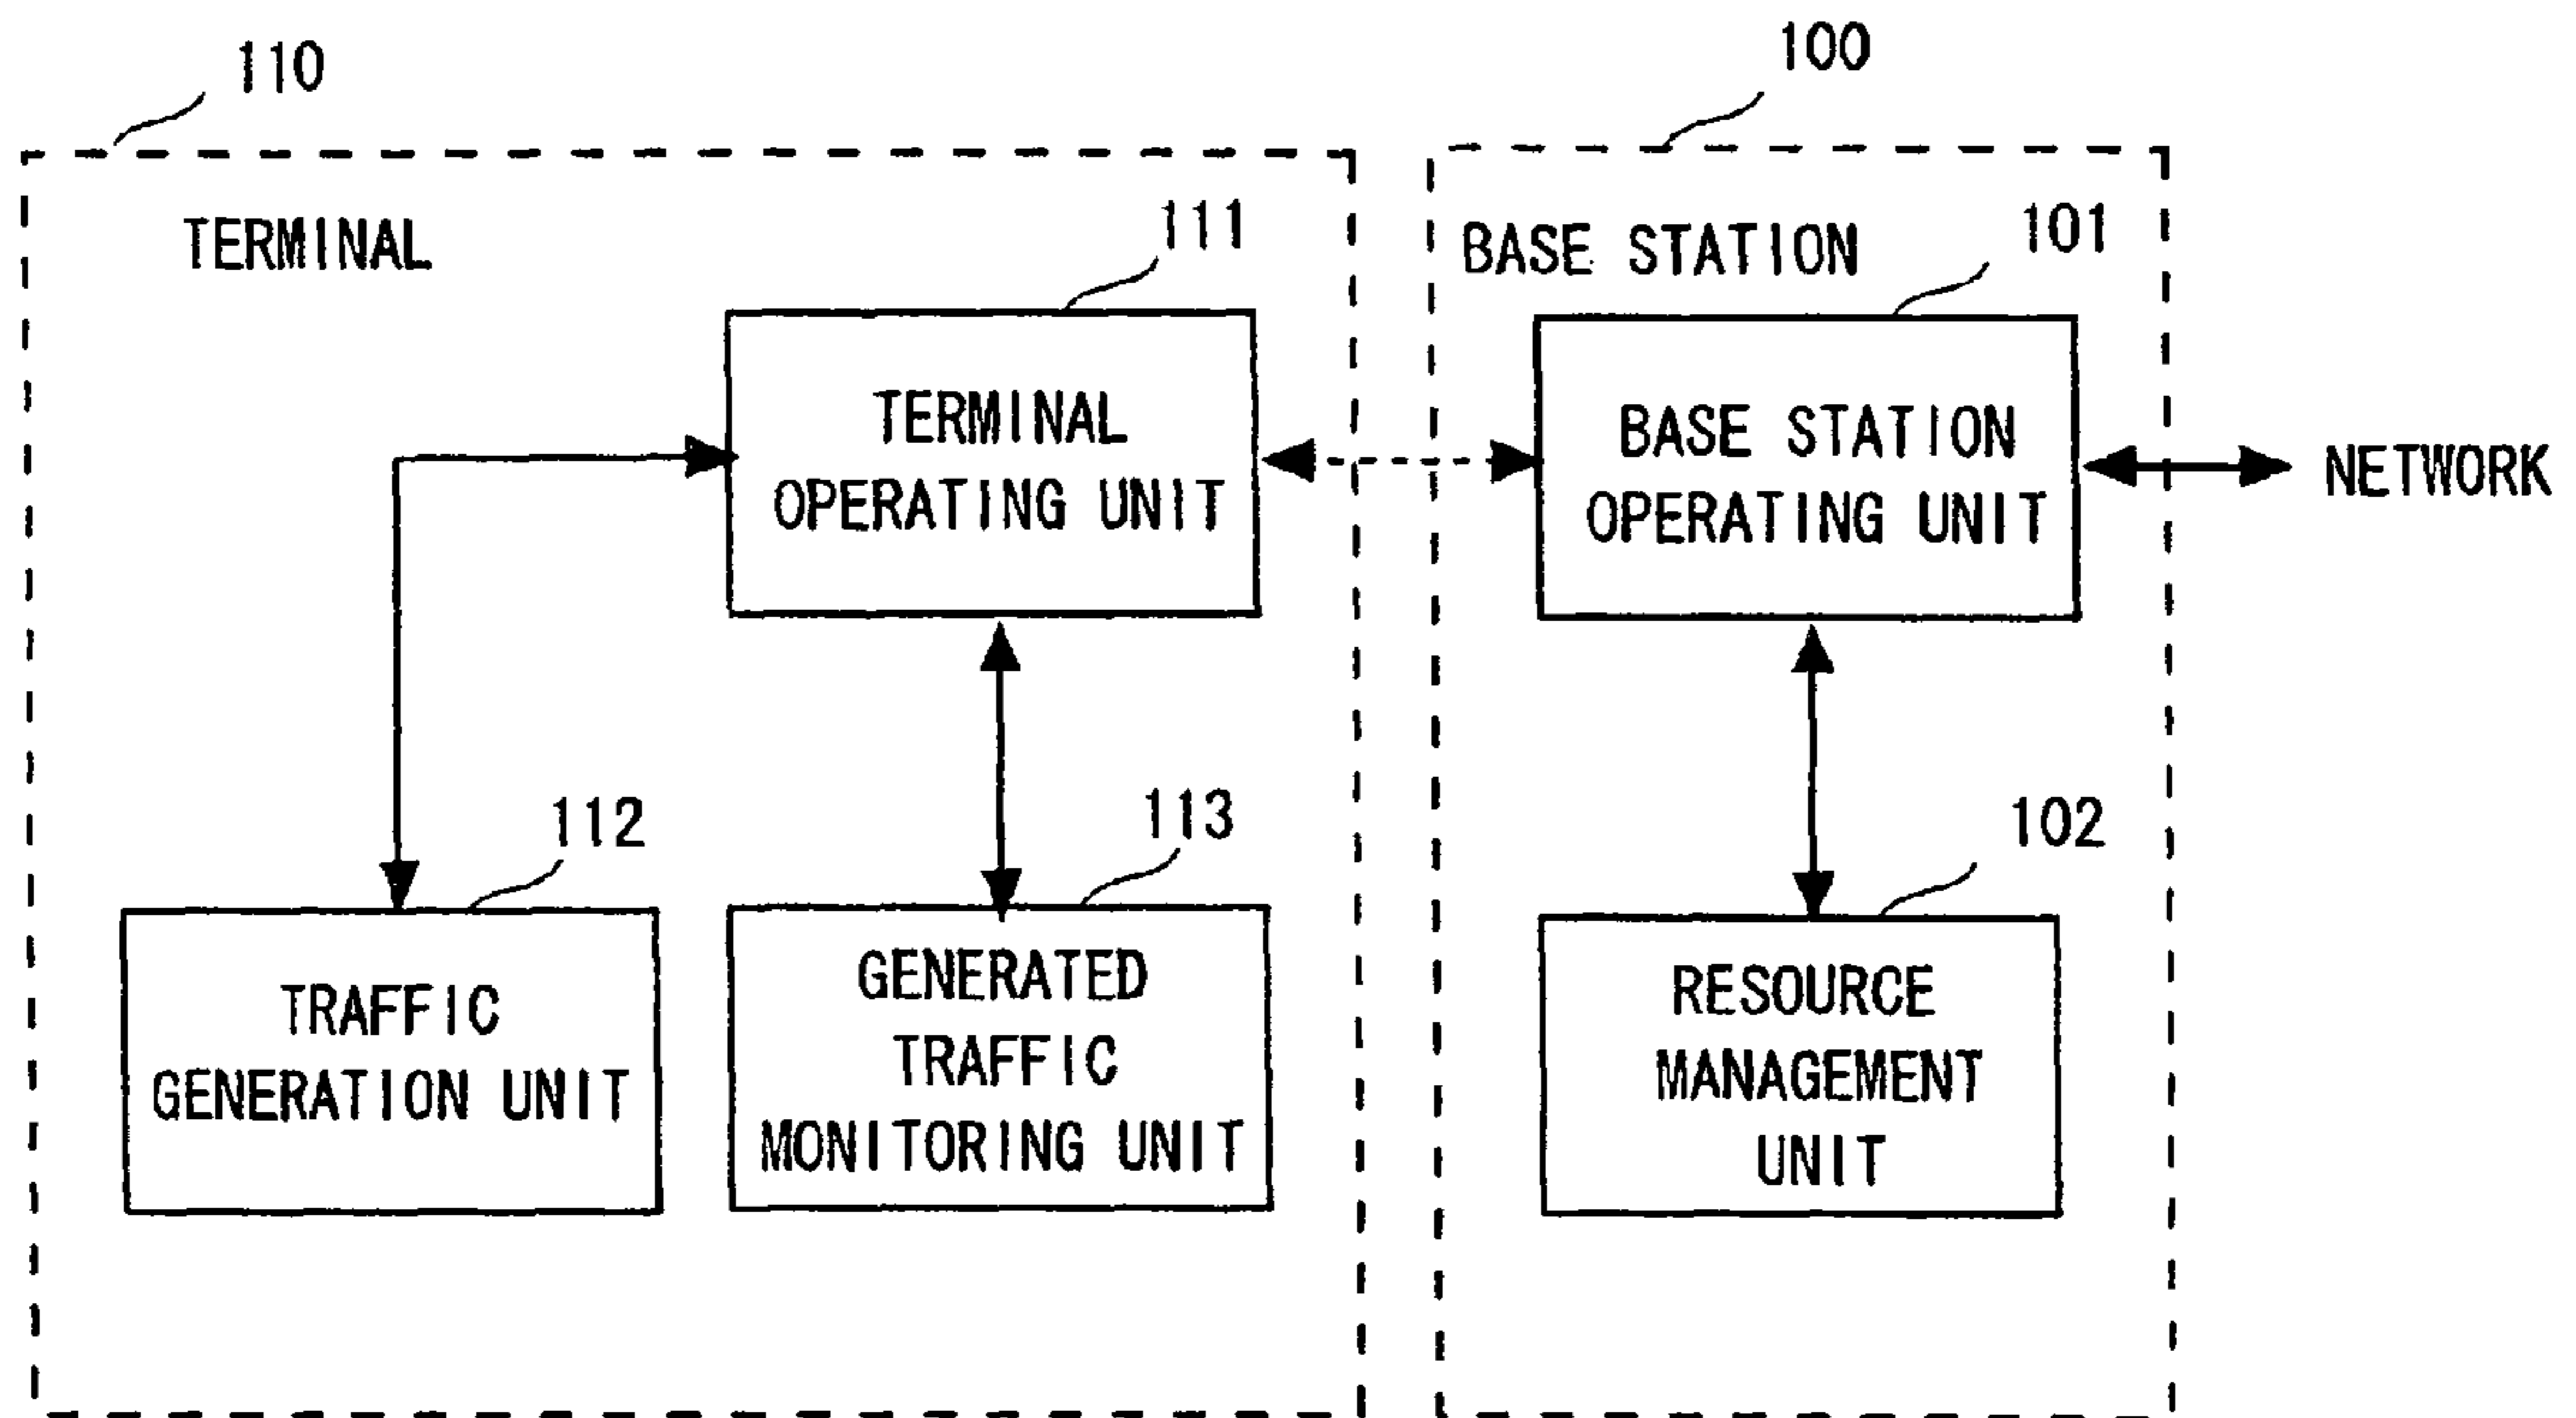 110
100
TERMINAL
111
BASE STATION
101
TERMINAL
OPERATING UNIT
BASE STATION
OPERATING UNIT
NETWORK
112
113
102
TRAFFIC
GENERATION UNIT
GENERATED
TRAFFIC
MONITORING UNIT
RESOURCE
MANAGEMENT
UNIT